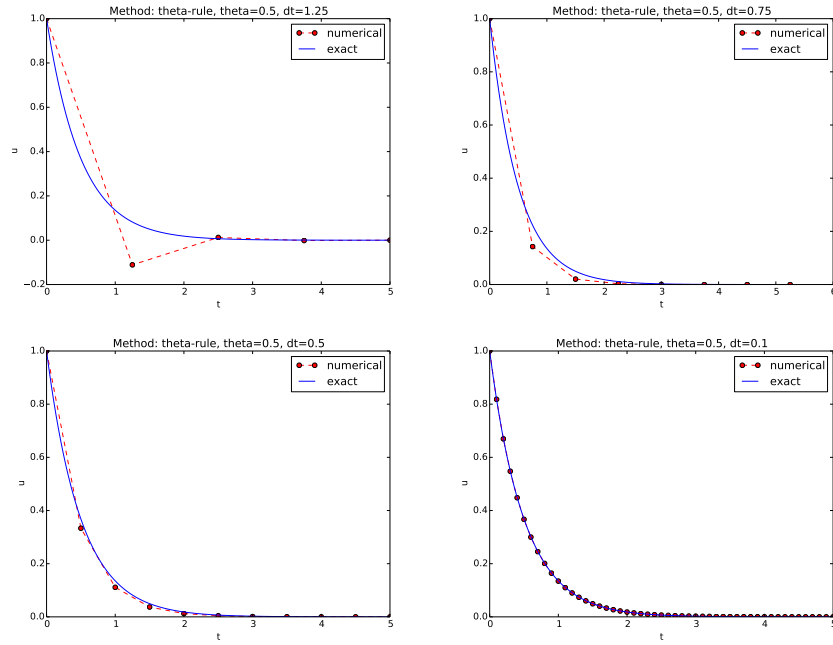 Method: theta-rule, theta=0.5, dt=1.25
1.0
0.8
0.6
0.4
0.2
0.0
−0.2
u
0 1 2 3 4 5
t
numerical
exact
Method: theta-rule, theta=0.5, dt=0.75
1.0
0.8
0.6
0.4
0.2
0.0
u
0 1 2 3 4 5 6
t
numerical
exact
Method: theta-rule, theta=0.5, dt=0.5
1.0
0.8
0.6
0.4
0.2
0.0
u
0 1 2 3 4 5
t
numerical
exact
Method: theta-rule, theta=0.5, dt=0.1
1.0
0.8
0.6
0.4
0.2
0.0
u
0 1 2 3 4 5
t
numerical
exact